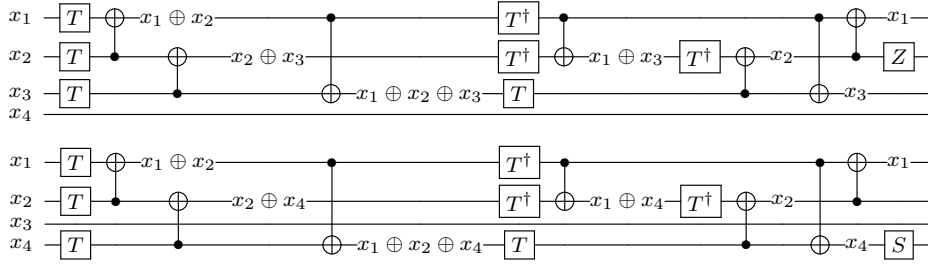 x₁ T x₁ ⊕ x₂ T† x₁
x₂ T x₂ ⊕ x₃ T† x₁ ⊕ x₃ T† x₂ Z
x₃ T x₁ ⊕ x₂ ⊕ x₃ T x₃
x₄
x₁ T x₁ ⊕ x₂ T† x₁
x₂ T x₂ ⊕ x₄ T† x₁ ⊕ x₄ T† x₂
x₃
x₄ T x₁ ⊕ x₂ ⊕ x₄ T x₄ S